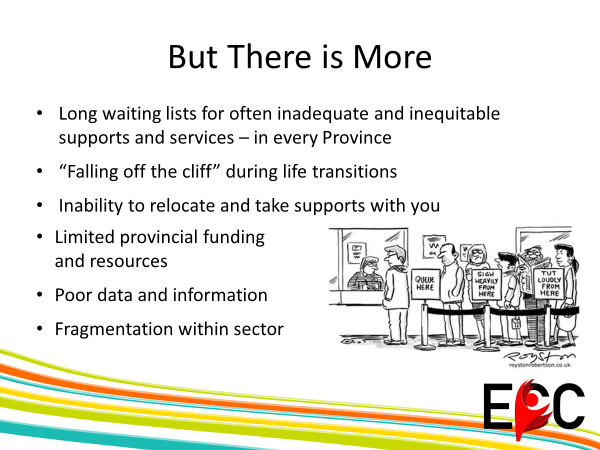 But There is More
• Long waiting lists for often inadequate and inequitable
supports and services – in every Province
• “Falling off the cliff” during life transitions
• Inability to relocate and take supports with you
• Limited provincial funding
and resources
• Poor data and information
• Fragmentation within sector
QUEUE
HERE
SIGH
HEAVILY
FROM
HERE
TUT
LOUDLY
FROM
HERE
Royston
roystonrobertson.co.uk
ECC